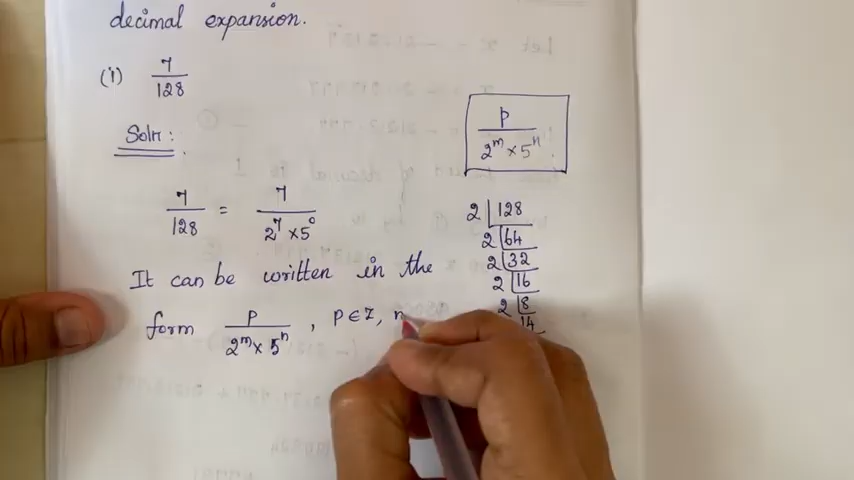 decimal expansion.
(i) 7/128
Soln:
p/2^m × 5^n.
7/128 = 7/2^7 × 5^0
2 | 128
2 | 64
2 | 32
2 | 16
2 | 8
It can be written in the
form p/2^m × 5^n, p ∈ Z,